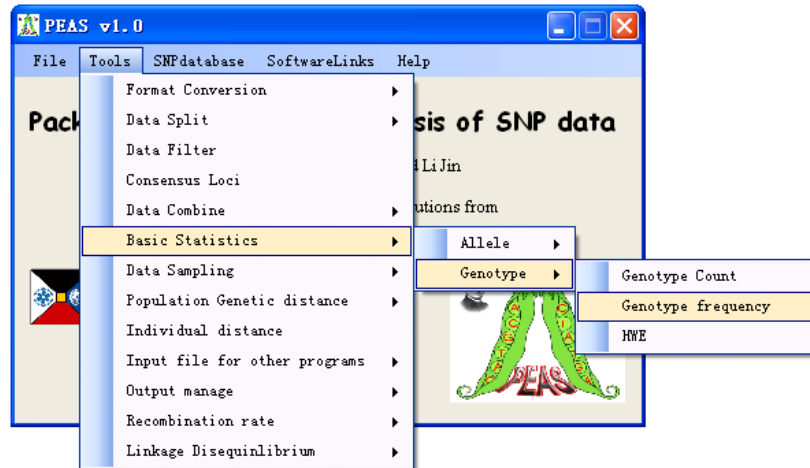 PEAS v1.0
File Tools SNPdatabase SoftwareLinks Help
Format Conversion
Pack sis of SNP data
Data Split
Data Filter
Li Jin
Consensus Loci
Data Combine
utions from
Basic Statistics
Allele
Data Sampling
Genotype
Genotype Count
Population Genetic distance
Genotype frequency
Individual distance
HWE
Input file for other programs
PEAS
Output manage
Recombination rate
Linkage Disequinlibrium